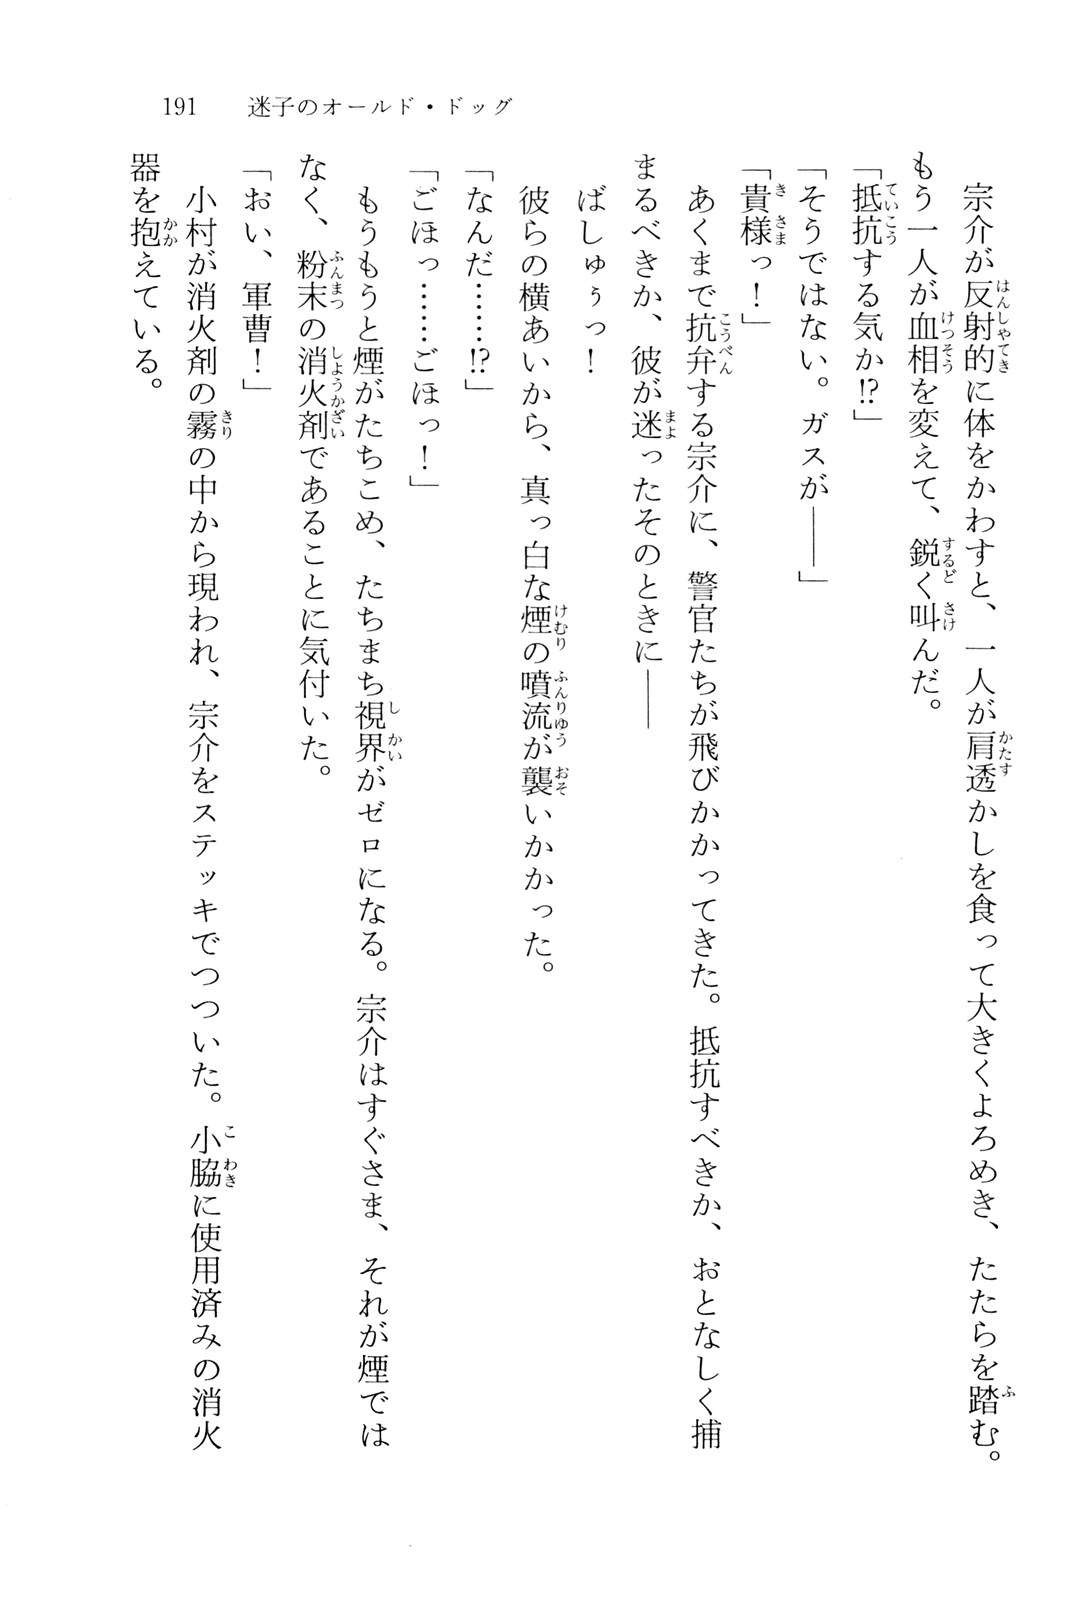 191　迷子のオールド・ドッグ
　宗介が反射的に体をかわすと、一人が肩透かしを食って大きくよろめき、たたらを踏む。
もう一人が血相を変えて、鋭く叫んだ。
「抵抗する気か!?」
「そうではない。ガスが――」
「貴様っ！」
　あくまで抗弁する宗介に、警官たちが飛びかかってきた。抵抗すべきか、おとなしく捕
まるべきか、彼が迷ったそのときに――
　ばしゅぅっ！
　彼らの横あいから、真っ白な煙の噴流が襲いかかった。
「なんだ……!?」
「ごほっ……ごほっ！」
　もうもうと煙がたちこめ、たちまち視界がゼロになる。宗介はすぐさま、それが煙では
なく、粉末の消火剤であることに気付いた。
「おい、軍曹！」
　小村が消火剤の霧の中から現われ、宗介をステッキでつついた。小脇に使用済みの消火
器を抱えている。